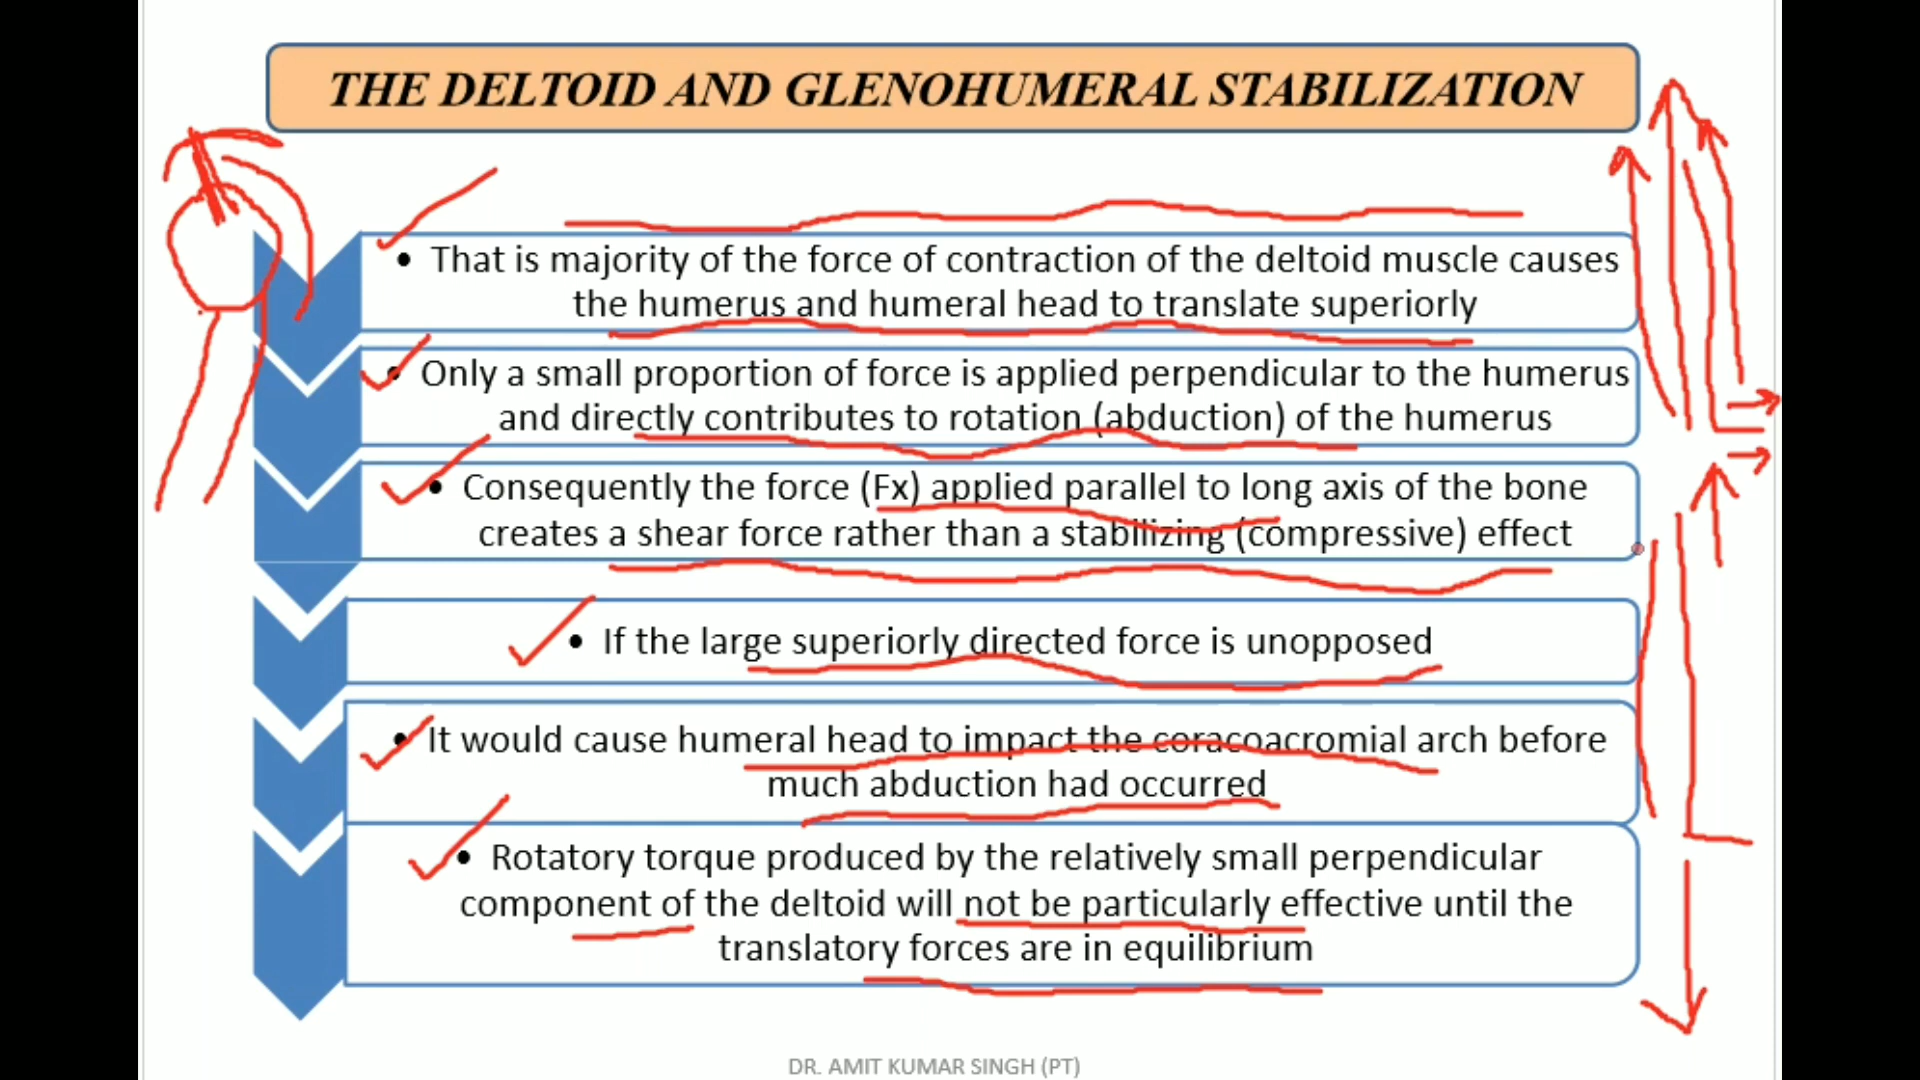 THE DELTOID AND GLENOHUMERAL STABILIZATION
• That is majority of the force of contraction of the deltoid muscle causes
the humerus and humeral head to translate superiorly
• Only a small proportion of force is applied perpendicular to the humerus
and directly contributes to rotation (abduction) of the humerus
• Consequently the force (Fx) applied parallel to long axis of the bone
creates a shear force rather than a stabilizing (compressive) effect
• If the large superiorly directed force is unopposed
• It would cause humeral head to impact the coracoacromial arch before
much abduction had occurred
• Rotatory torque produced by the relatively small perpendicular
component of the deltoid will not be particularly effective until the
translatory forces are in equilibrium
DR. AMIT KUMAR SINGH (PT)